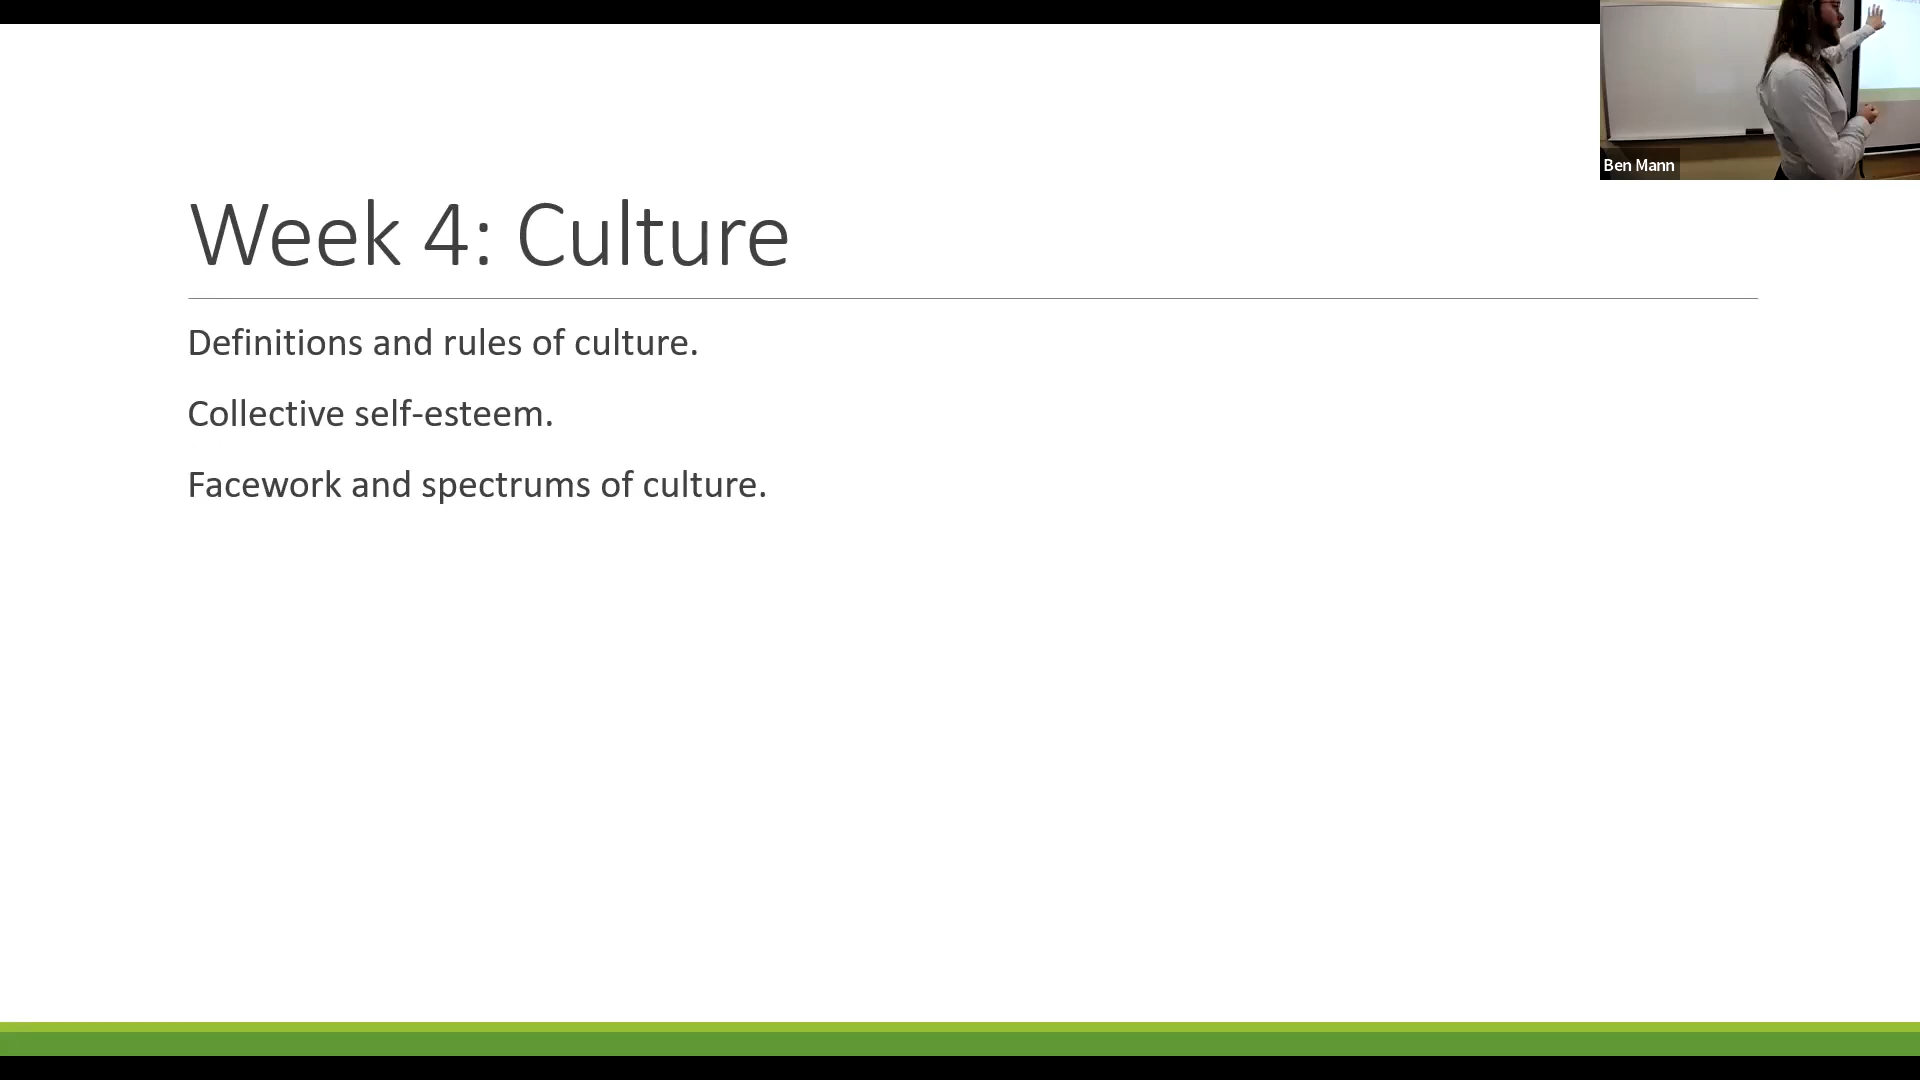 Week 4: Culture
Definitions and rules of culture.
Collective self-esteem.
Facework and spectrums of culture.
Ben Mann